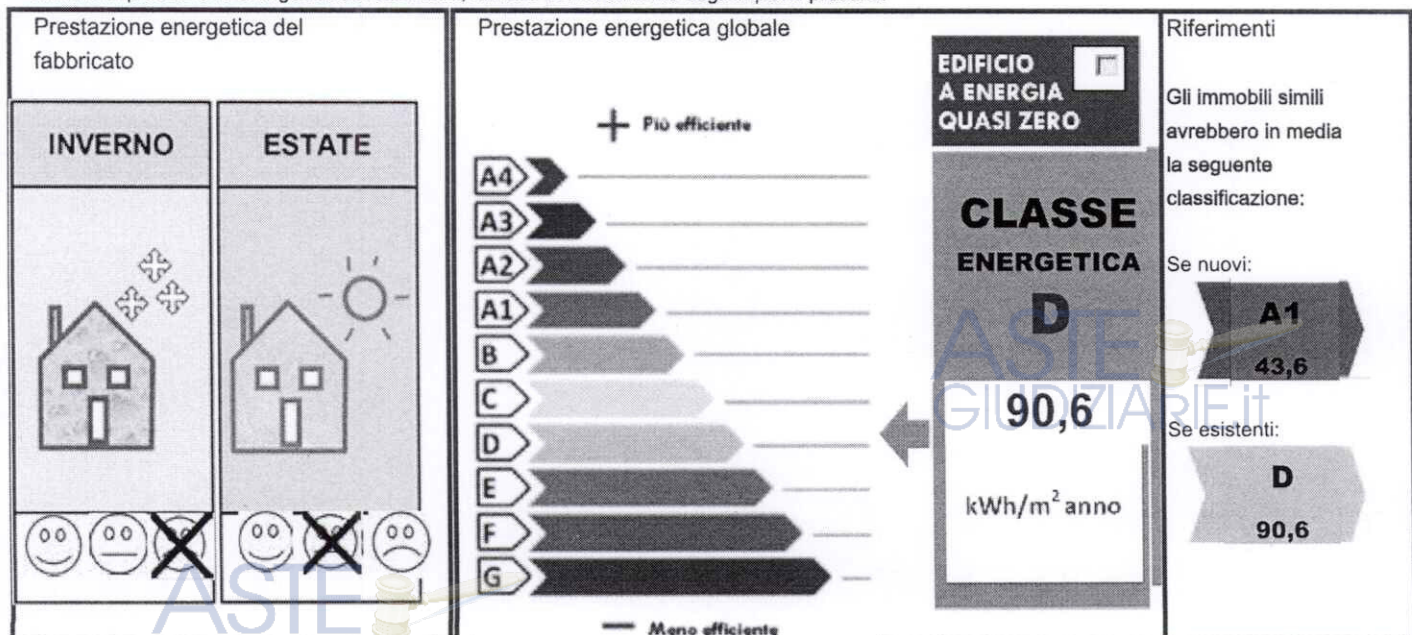 Prestazione energetica del
fabbricato
INVERNO
ESTATE
Prestazione energetica globale
+ Più efficiente
A4
A3
A2
A1
B
C
D
E
F
G
— Meno efficiente
EDIFICIO
A ENERGIA
QUASI ZERO
CLASSE
ENERGETICA
D
90,6
kWh/m² anno
Riferimenti
Gli immobili simili
avrebbero in media
la seguente
classificazione:
Se nuovi:
A1
43,6
Se esistenti:
D
90,6
ASTE
GIUDIZIARIE.it
ASTE